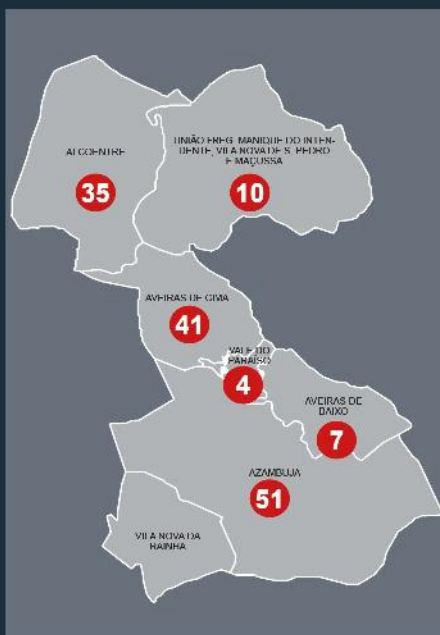 ALCOENTRE
35
UNIÃO FREG. MANIQUE DO INTEN-
DENTE, VILA NOVA DE S. PEDRO
E MAÇUSSA
10
AVEIRAS DE CIMA
41
VALE DO
PARAÍSO
4
AVEIRAS DE
BAIXO
7
AZAMBUJA
51
VILA NOVA DA
RAINHA